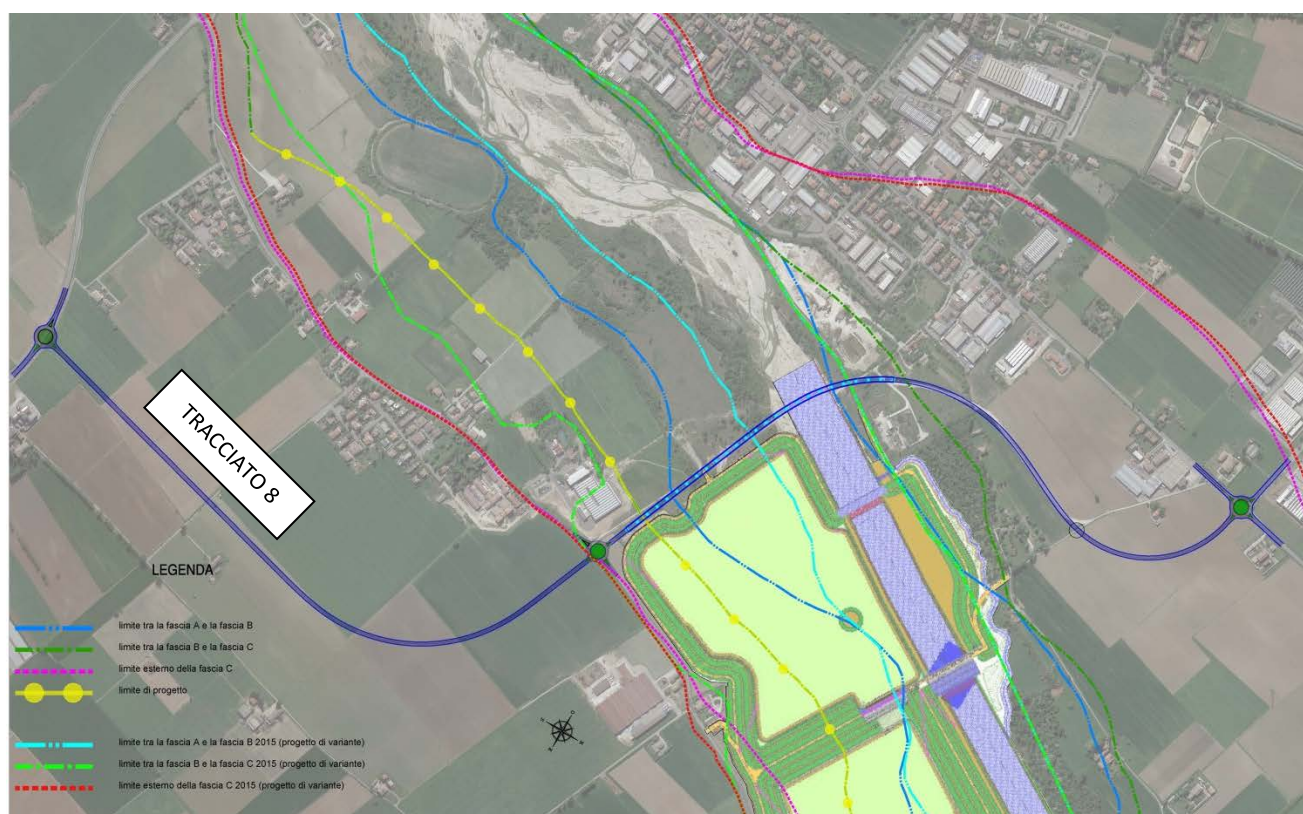 TRACCIATO 8
LEGENDA
limite tra la fascia A e la fascia B
limite tra la fascia B e la fascia C
limite esterno della fascia C
limite di progetto
limite tra la fascia A e la fascia B 2015 (progetto di variante)
limite tra la fascia B e la fascia C 2015 (progetto di variante)
limite esterno della fascia C 2015 (progetto di variante)